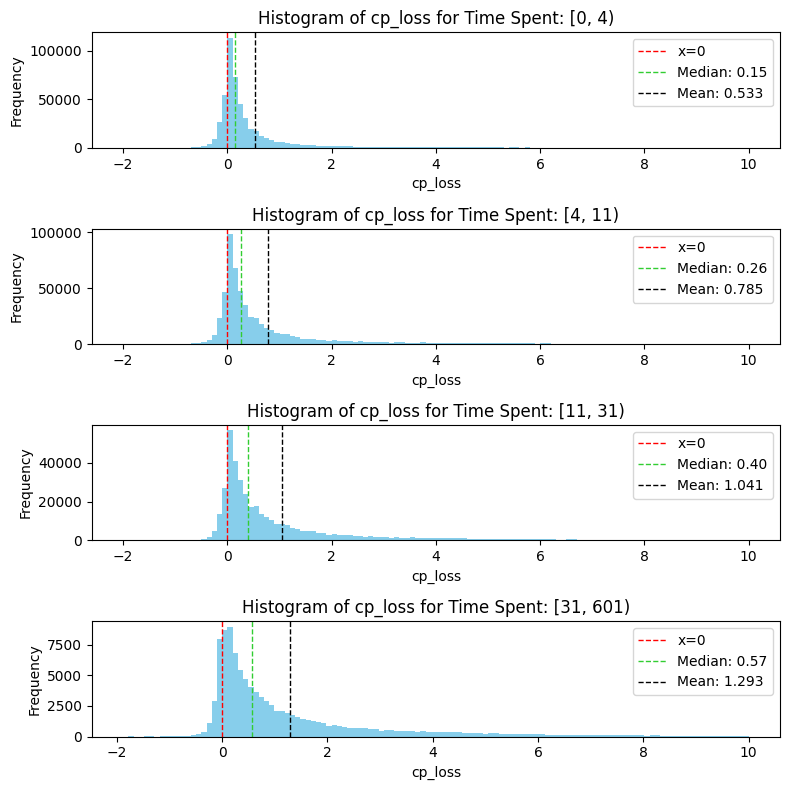 Histogram of cp_loss for Time Spent: [0, 4)
100000
50000
0
Frequency
x=0
Median: 0.15
Mean: 0.533
−2 0 2 4 6 8 10
cp_loss
Histogram of cp_loss for Time Spent: [4, 11)
100000
50000
0
Frequency
x=0
Median: 0.26
Mean: 0.785
−2 0 2 4 6 8 10
cp_loss
Histogram of cp_loss for Time Spent: [11, 31)
40000
20000
0
Frequency
x=0
Median: 0.40
Mean: 1.041
−2 0 2 4 6 8 10
cp_loss
Histogram of cp_loss for Time Spent: [31, 601)
7500
5000
2500
0
Frequency
x=0
Median: 0.57
Mean: 1.293
−2 0 2 4 6 8 10
cp_loss